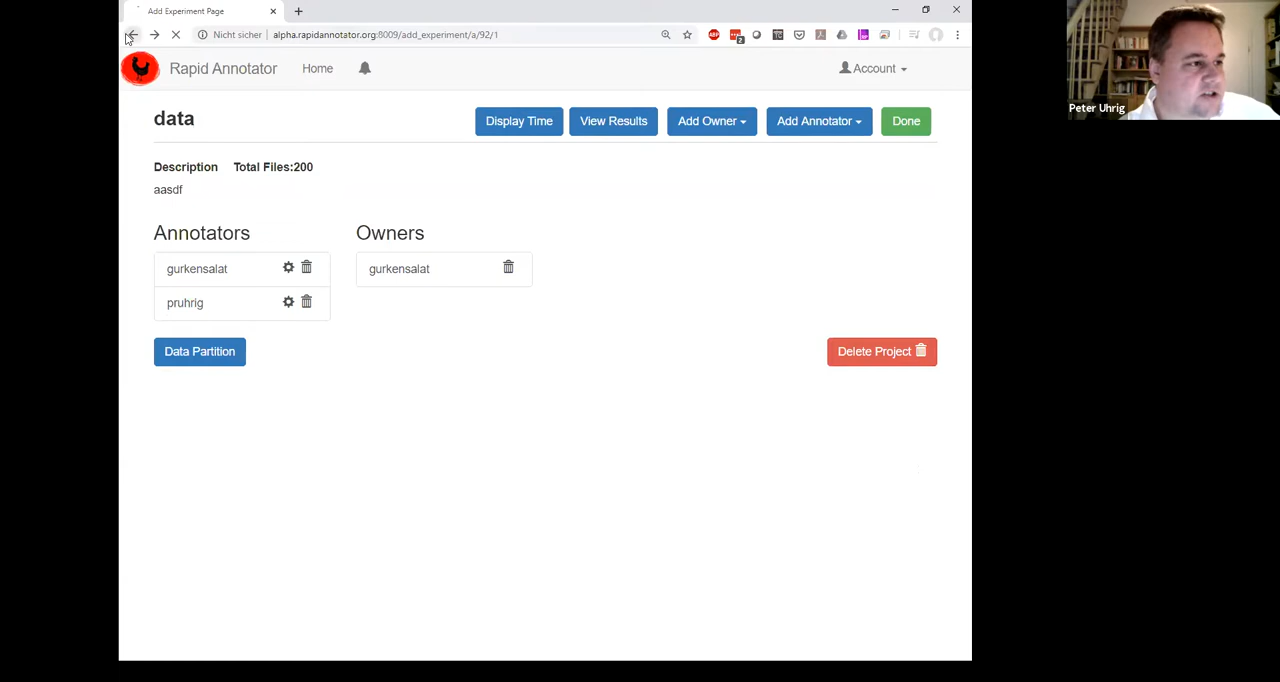 Add Experiment Page
Nicht sicher alpha.rapidannotator.org:8009/add_experiment/a/92/1
Rapid Annotator Home Account
Peter Uhrig
data Display Time View Results Add Owner Add Annotator Done
Description Total Files:200
aasdf
Annotators Owners
gurkensalat gurkensalat
pruhrig
Data Partition Delete Project